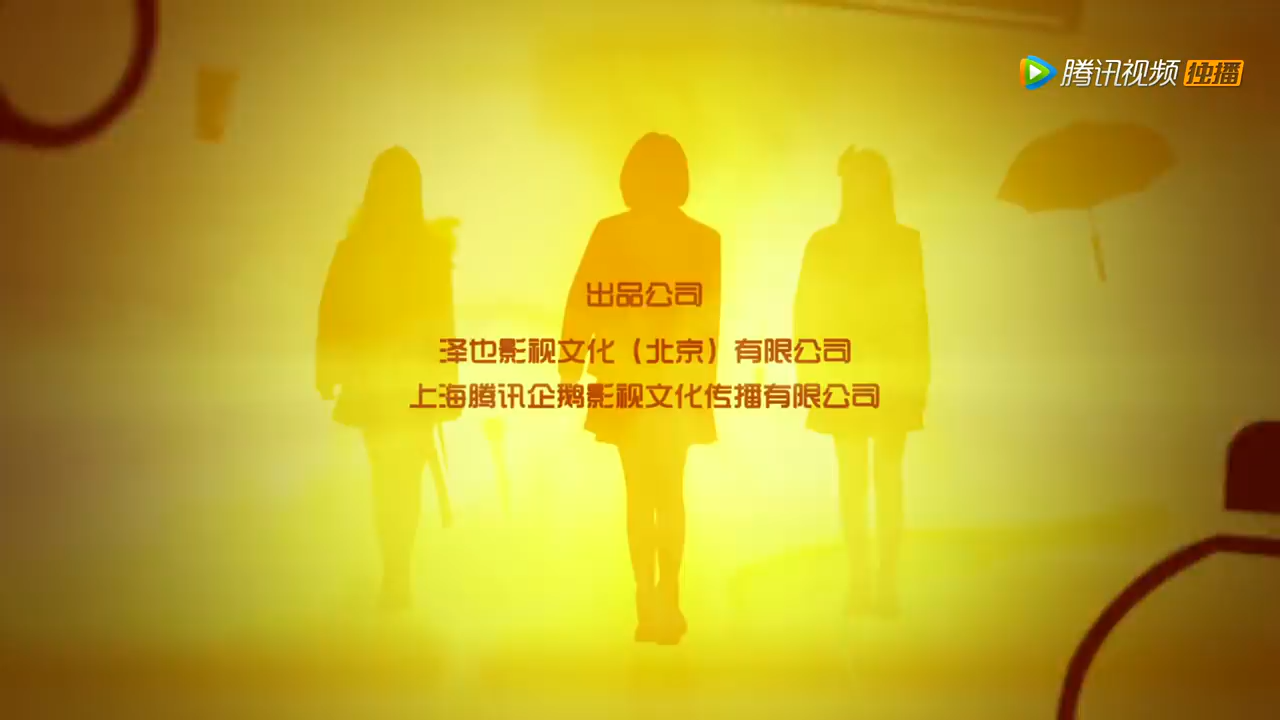 腾讯视频 独播
出品公司
泽也影视文化（北京）有限公司
上海腾讯企鹅影视文化传播有限公司